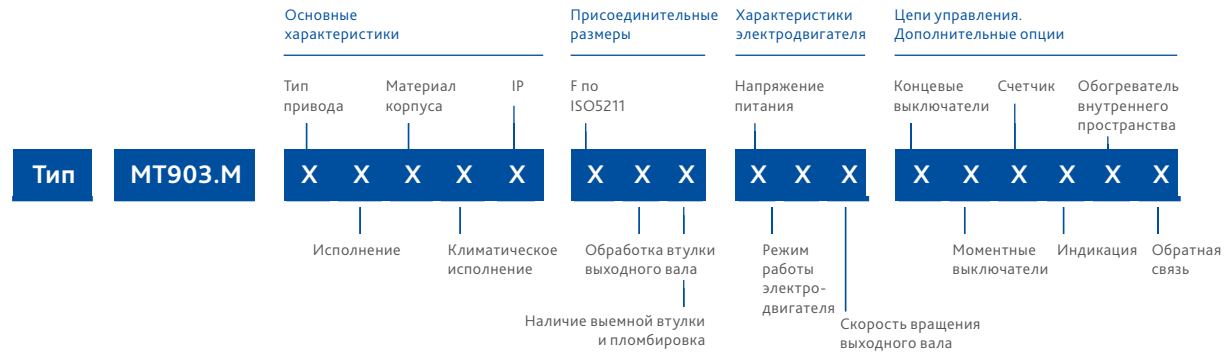 Основные
характеристики
Присоединительные
размеры
Характеристики
электродвигателя
Цепи управления.
Дополнительные опции
Тип
привода
Материал
корпуса
IP
F по
ISO5211
Напряжение
питания
Концевые
выключатели
Счетчик
Обогреватель
внутреннего
пространства
Тип
МТ903.М
X X X X X
X X X
X X X
X X X X X X
Исполнение
Климатическое
исполнение
Обработка втулки
выходного вала
Наличие выемной втулки
и пломбировка
Режим
работы
электро-
двигателя
Скорость вращения
выходного вала
Моментные
выключатели
Индикация
Обратная
связь